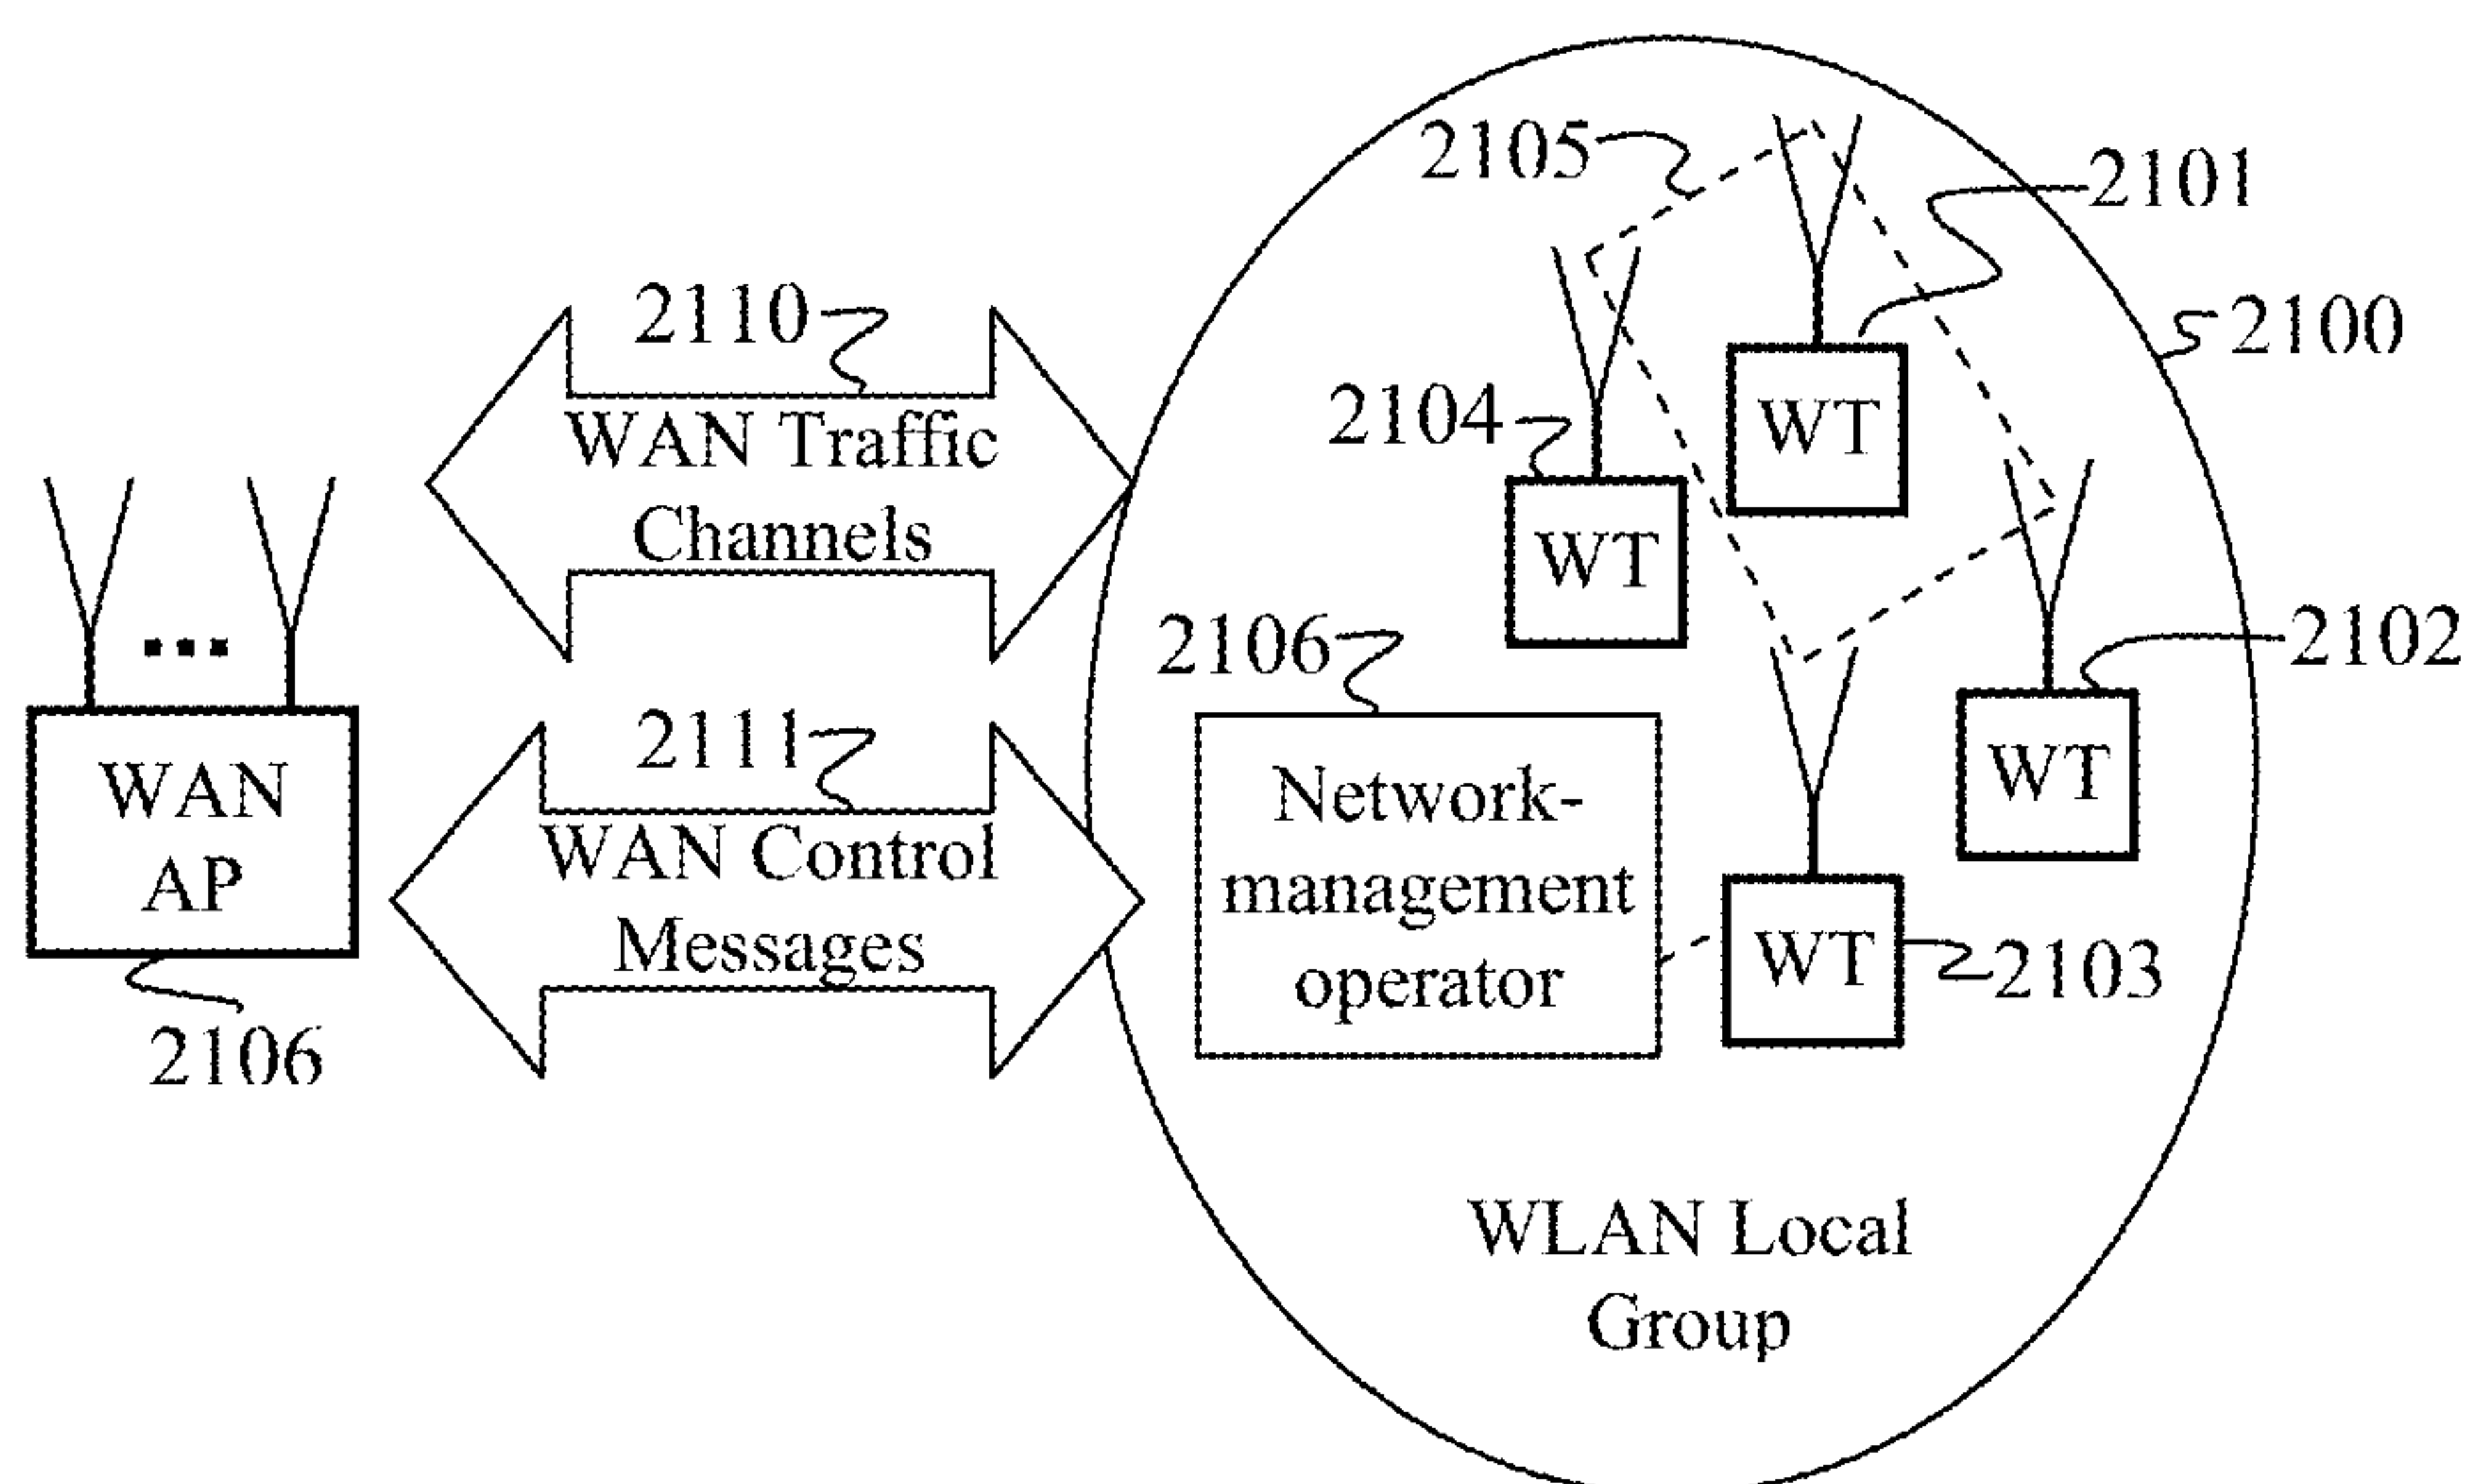 2105
2101
2110
2100
WAN Traffic
Channels
2104
WT
WT
2106
2102
WAN
AP
2111
WAN Control
Messages
Network-
management
operator
WT
WT
2103
2106
WLAN Local
Group